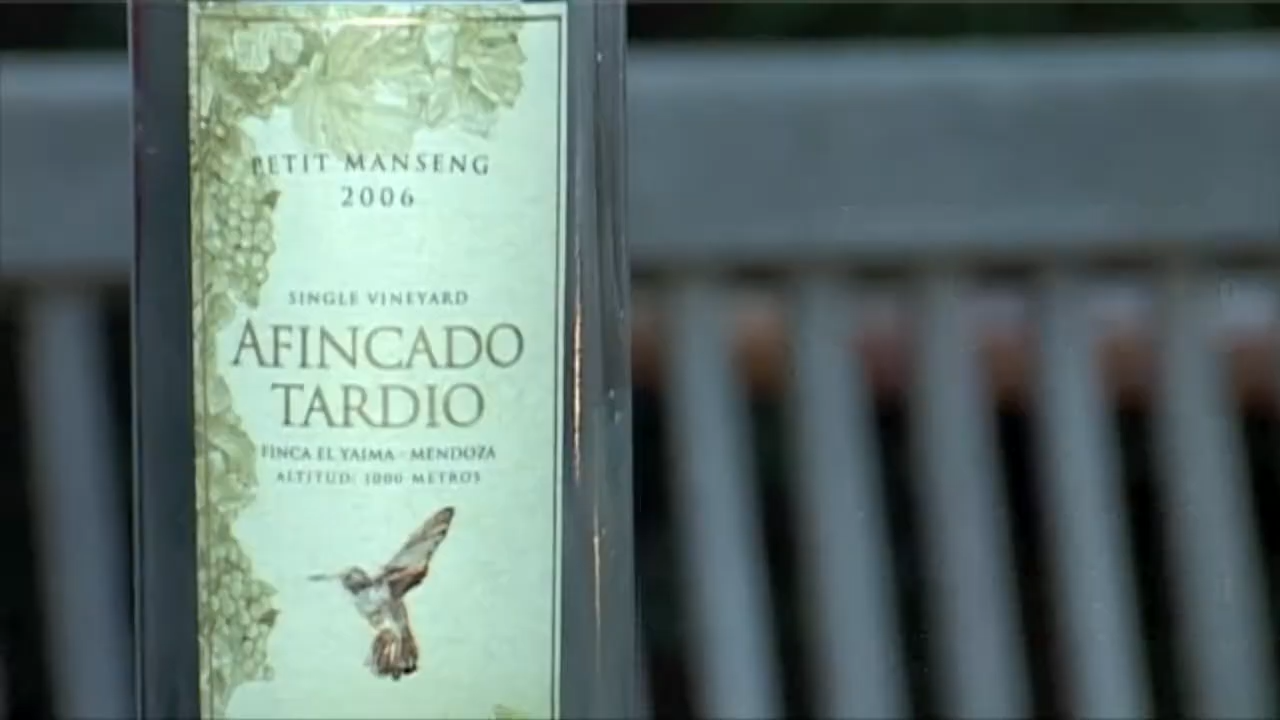 PETIT MANSENG
2006
SINGLE VINEYARD
AFINCADO
TARDIO
FINCA EL YAIMA - MENDOZA
ALTITUD: 1000 METROS